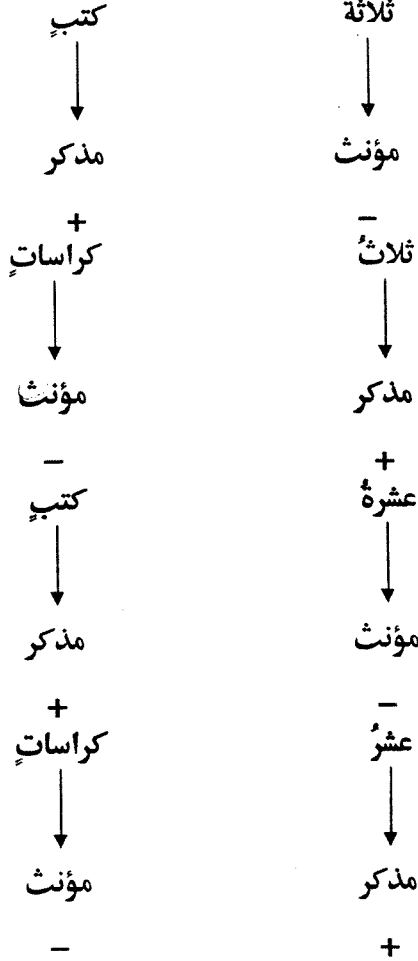 ثلاثة كتبٍ
مؤنث مذكر
− +
ثلاثُ كراساتٍ
مذكر مؤنث
+ −
عشرةُ كتبٍ
مؤنث مذكر
− +
عشرُ كراساتٍ
مذكر مؤنث
+ −